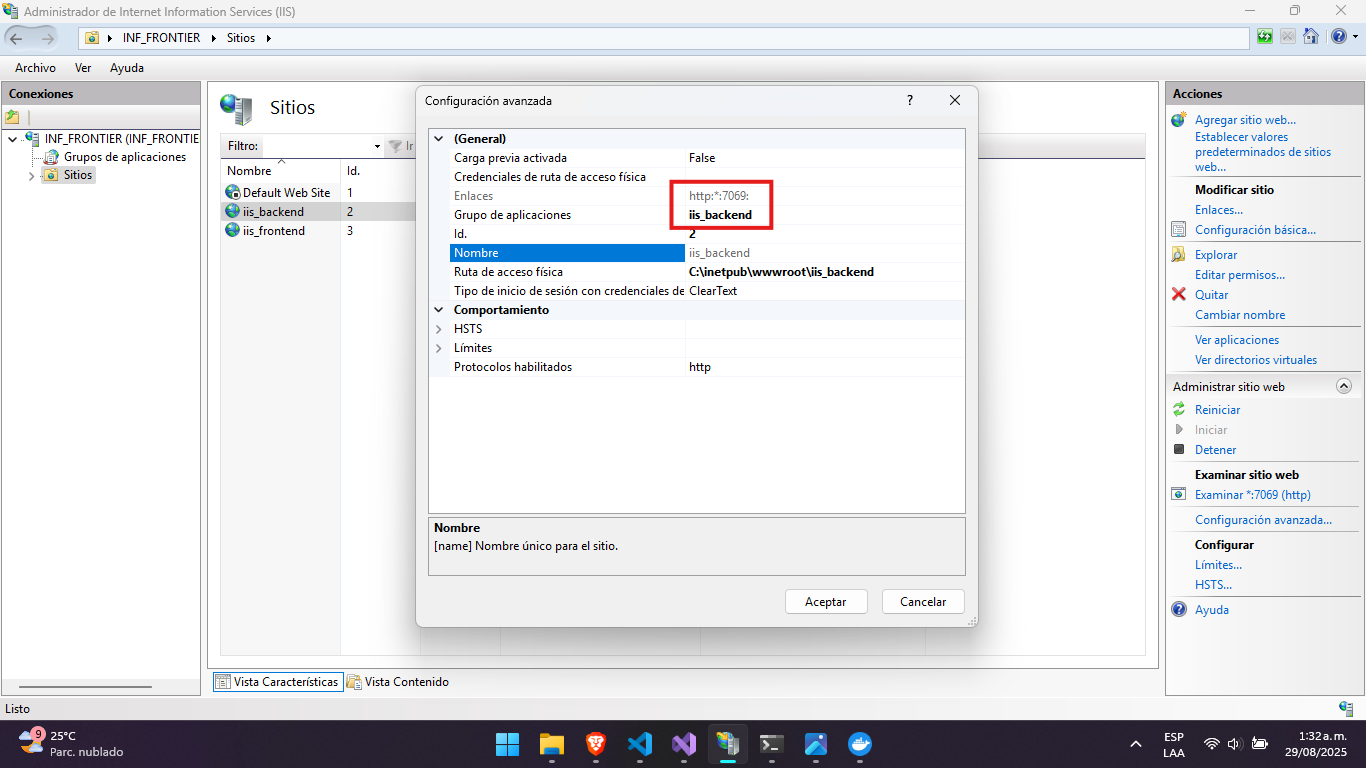 Administrador de Internet Information Services (IIS)
INF_FRONTIER
Sitios
Archivo
Ver
Ayuda
Conexiones
INF_FRONTIER (INF_FRONTIE
Grupos de aplicaciones
Sitios
Sitios
Filtro:
Ir
Nombre
Id.
Default Web Site
1
iis_backend
2
iis_frontend
3
Configuración avanzada
?
(General)
Carga previa activada
False
Credenciales de ruta de acceso física
Enlaces
http:*:7069:
Grupo de aplicaciones
iis_backend
Id.
2
Nombre
iis_backend
Ruta de acceso física
C:\inetpub\wwwroot\iis_backend
Tipo de inicio de sesión con credenciales de
ClearText
Comportamiento
HSTS
Límites
Protocolos habilitados
http
Nombre
[name] Nombre único para el sitio.
Aceptar
Cancelar
Acciones
Agregar sitio web...
Establecer valores
predeterminados de sitios
web...
Modificar sitio
Enlaces...
Configuración básica...
Explorar
Editar permisos...
Quitar
Cambiar nombre
Ver aplicaciones
Ver directorios virtuales
Administrar sitio web
Reiniciar
Iniciar
Detener
Examinar sitio web
Examinar *:7069 (http)
Configuración avanzada...
Configurar
Límites...
HSTS...
Ayuda
Vista Características
Vista Contenido
Listo
9
25°C
Parc. nublado
ESP
LAA
1:32 a. m.
29/08/2025